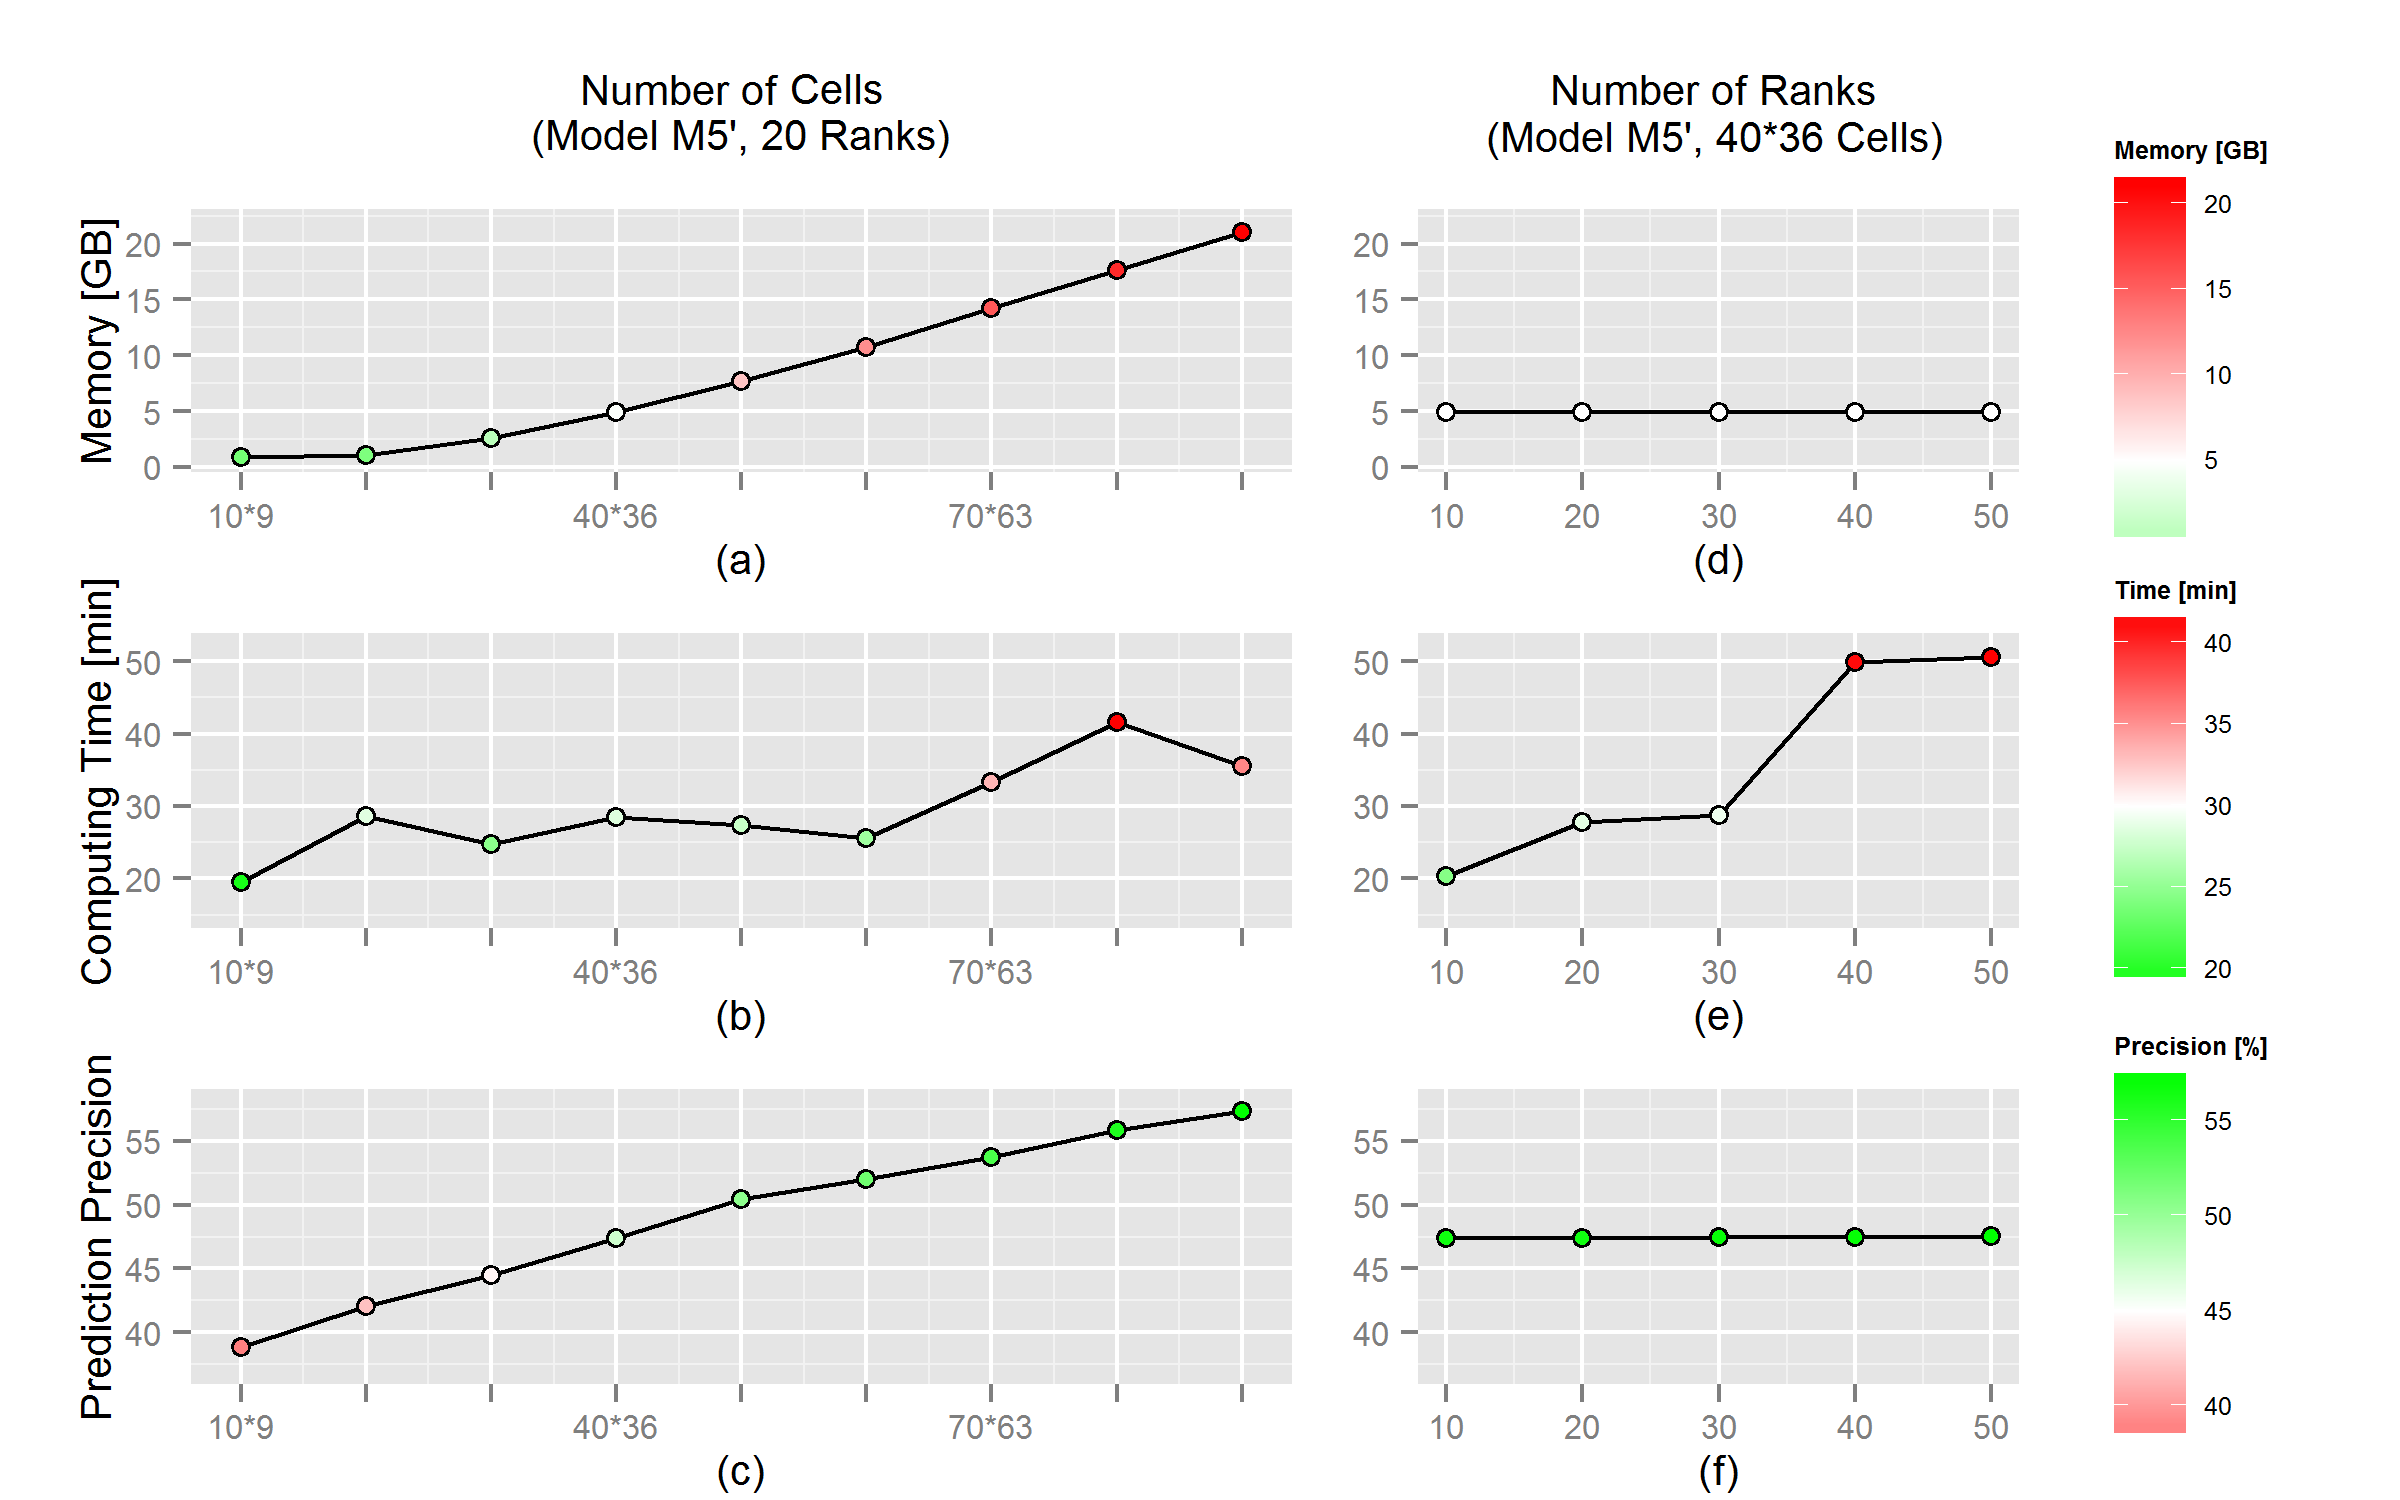 Number of Cells
(Model M5', 20 Ranks)
Number of Ranks
(Model M5', 40*36 Cells)
Memory [GB]
20
15
10
5
0
10*9 40*36 70*63
(a)
20
15
10
5
0
10 20 30 40 50
(d)
Memory [GB]
20
15
10
5
Computing Time [min]
50
40
30
20
10*9 40*36 70*63
(b)
50
40
30
20
10 20 30 40 50
(e)
Time [min]
40
35
30
25
20
Prediction Precision
55
50
45
40
10*9 40*36 70*63
(c)
55
50
45
40
10 20 30 40 50
(f)
Precision [%]
55
50
45
40